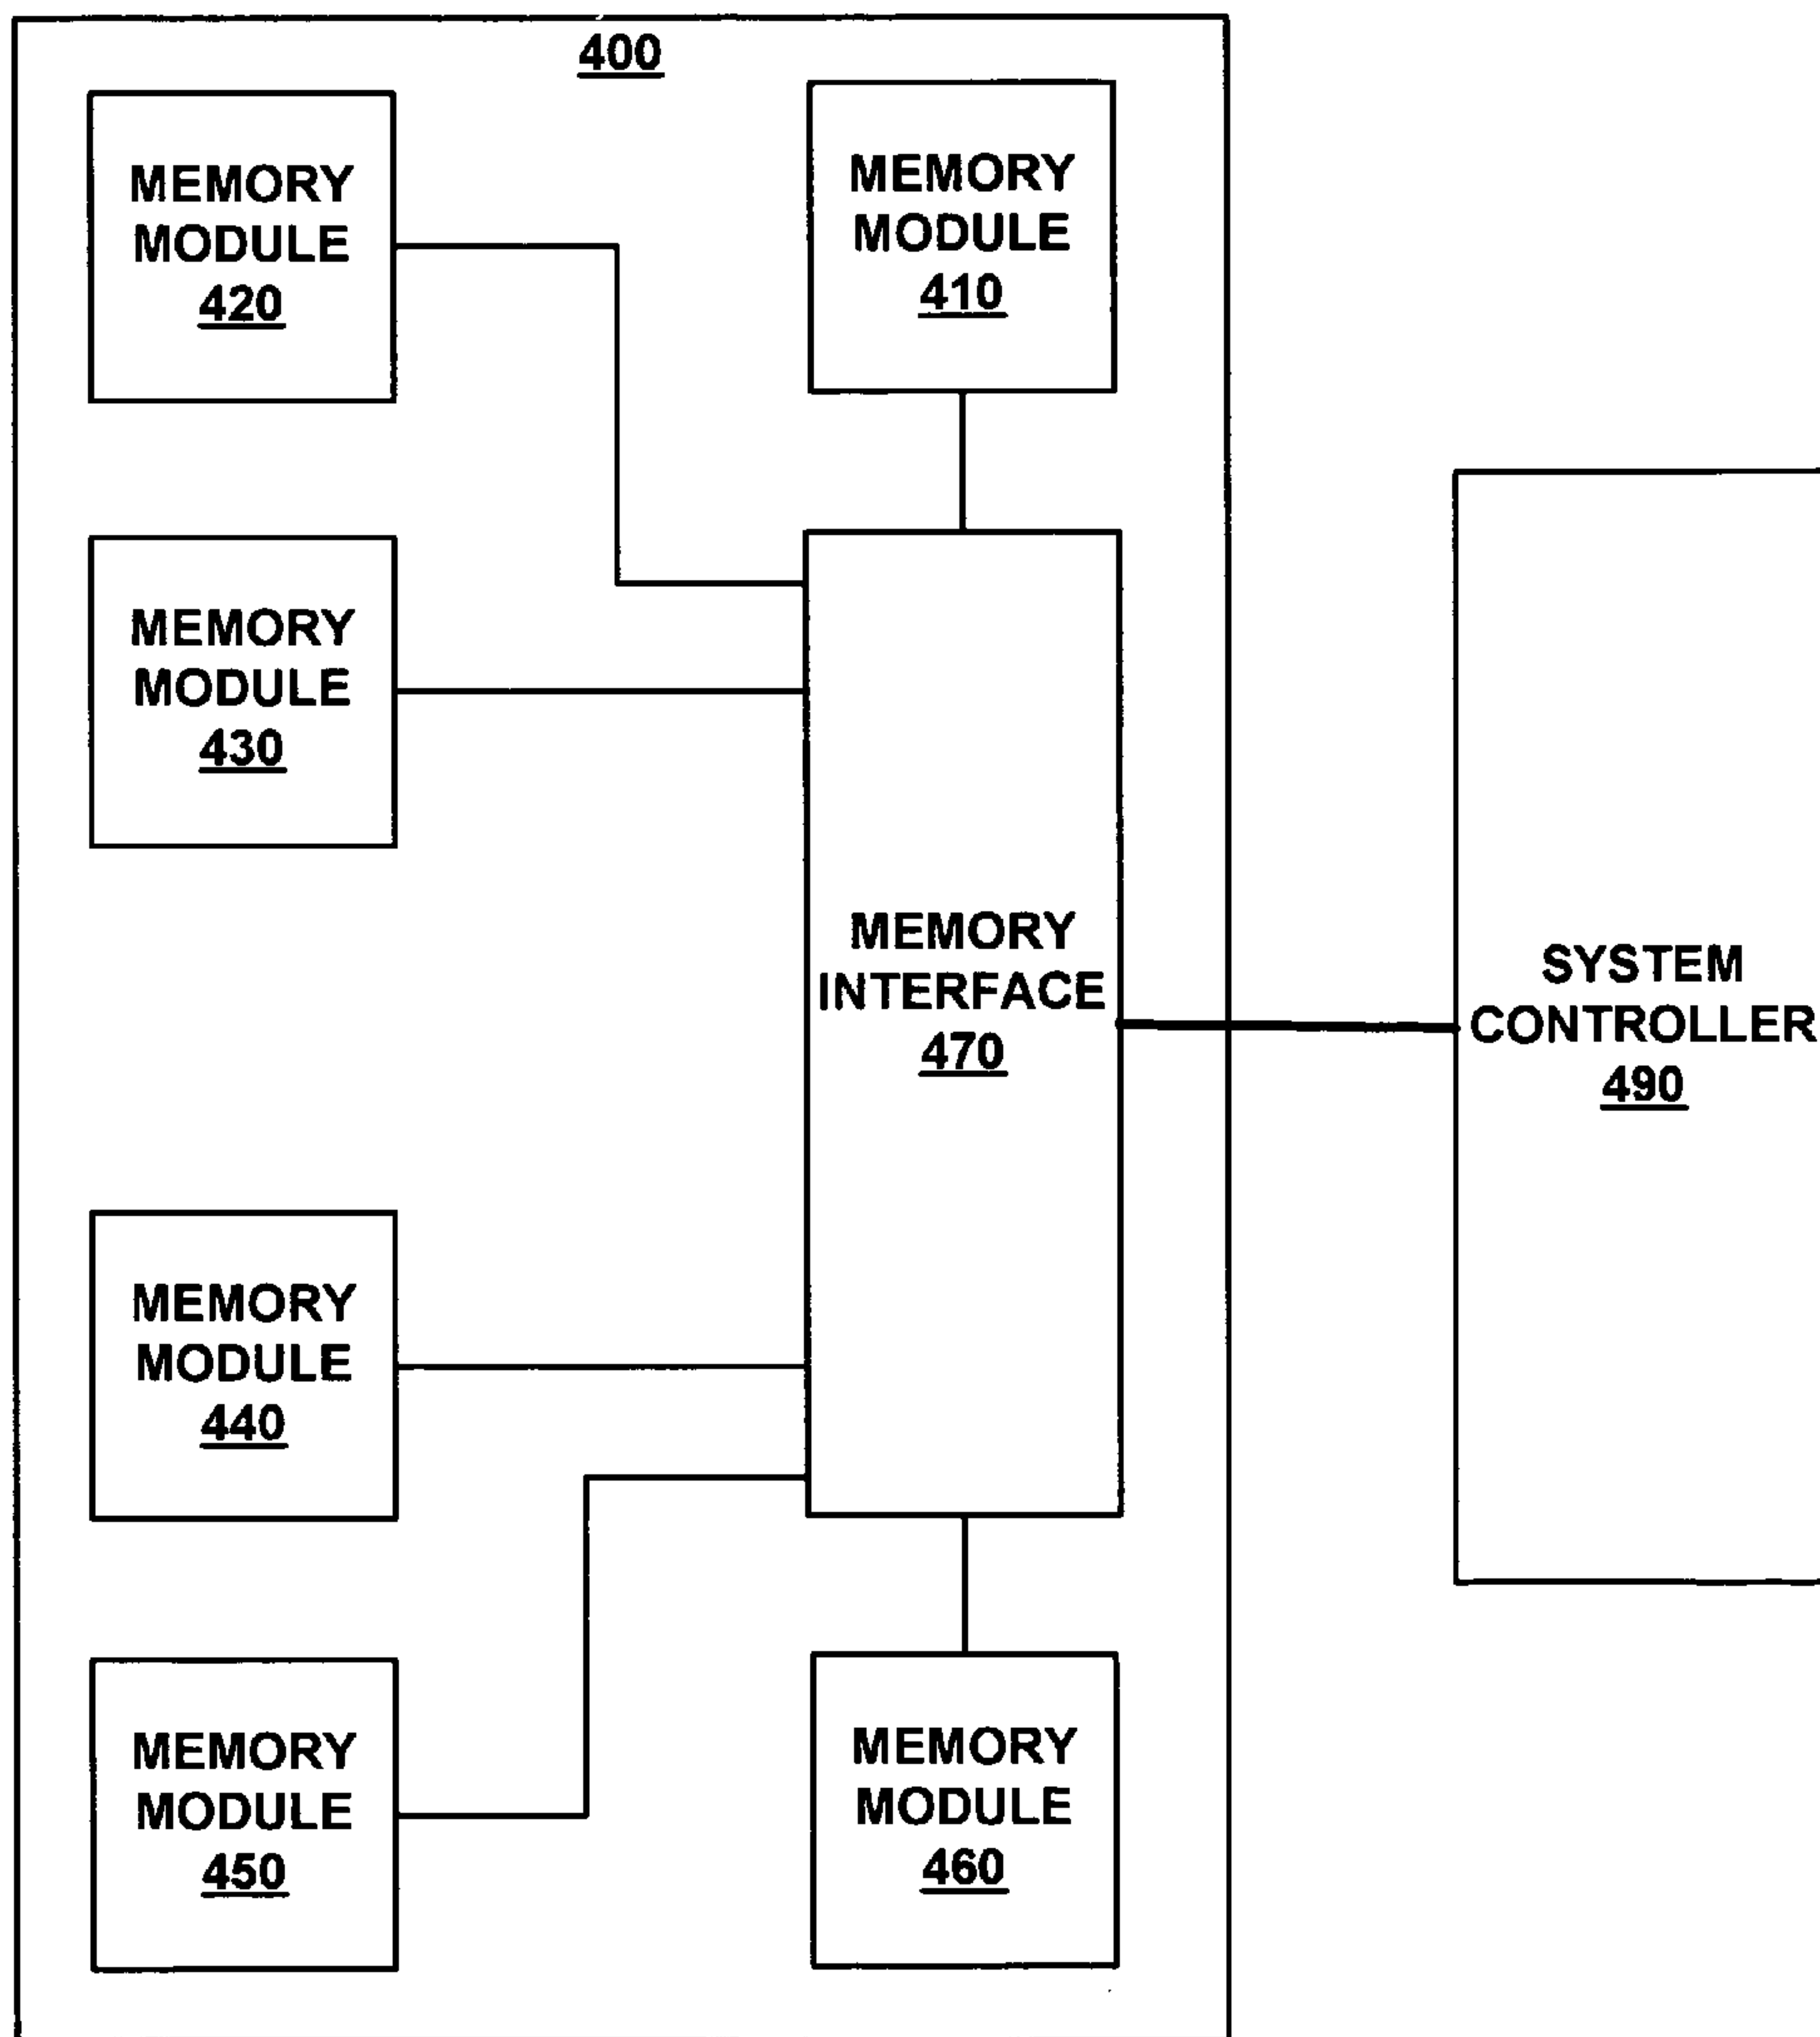 400
MEMORY
MODULE
420
MEMORY
MODULE
410
MEMORY
MODULE
430
MEMORY
INTERFACE
470
SYSTEM
CONTROLLER
490
MEMORY
MODULE
440
MEMORY
MODULE
450
MEMORY
MODULE
460